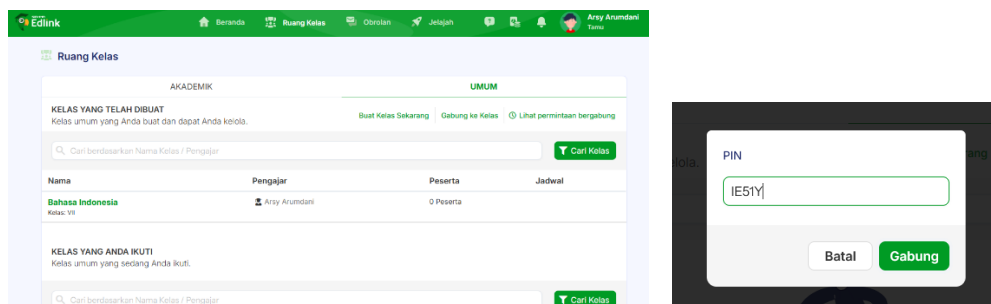 Edlink
Beranda Ruang Kelas Obrolan Jelajah Arsy Arumdani
Tamu
Ruang Kelas
AKADEMIK UMUM
KELAS YANG TELAH DIBUAT
Kelas umum yang Anda buat dan dapat Anda kelola.
Buat Kelas Sekarang Gabung ke Kelas Lihat permintaan bergabung
Cari berdasarkan Nama Kelas / Pengajar Cari Kelas
Nama Pengajar Peserta Jadwal
Bahasa Indonesia Arsy Arumdani 0 Peserta
Kelas: VII
KELAS YANG ANDA IKUTI
Kelas umum yang sedang Anda ikuti.
Cari berdasarkan Nama Kelas / Pengajar Cari Kelas
PIN
IE51Y
Batal Gabung